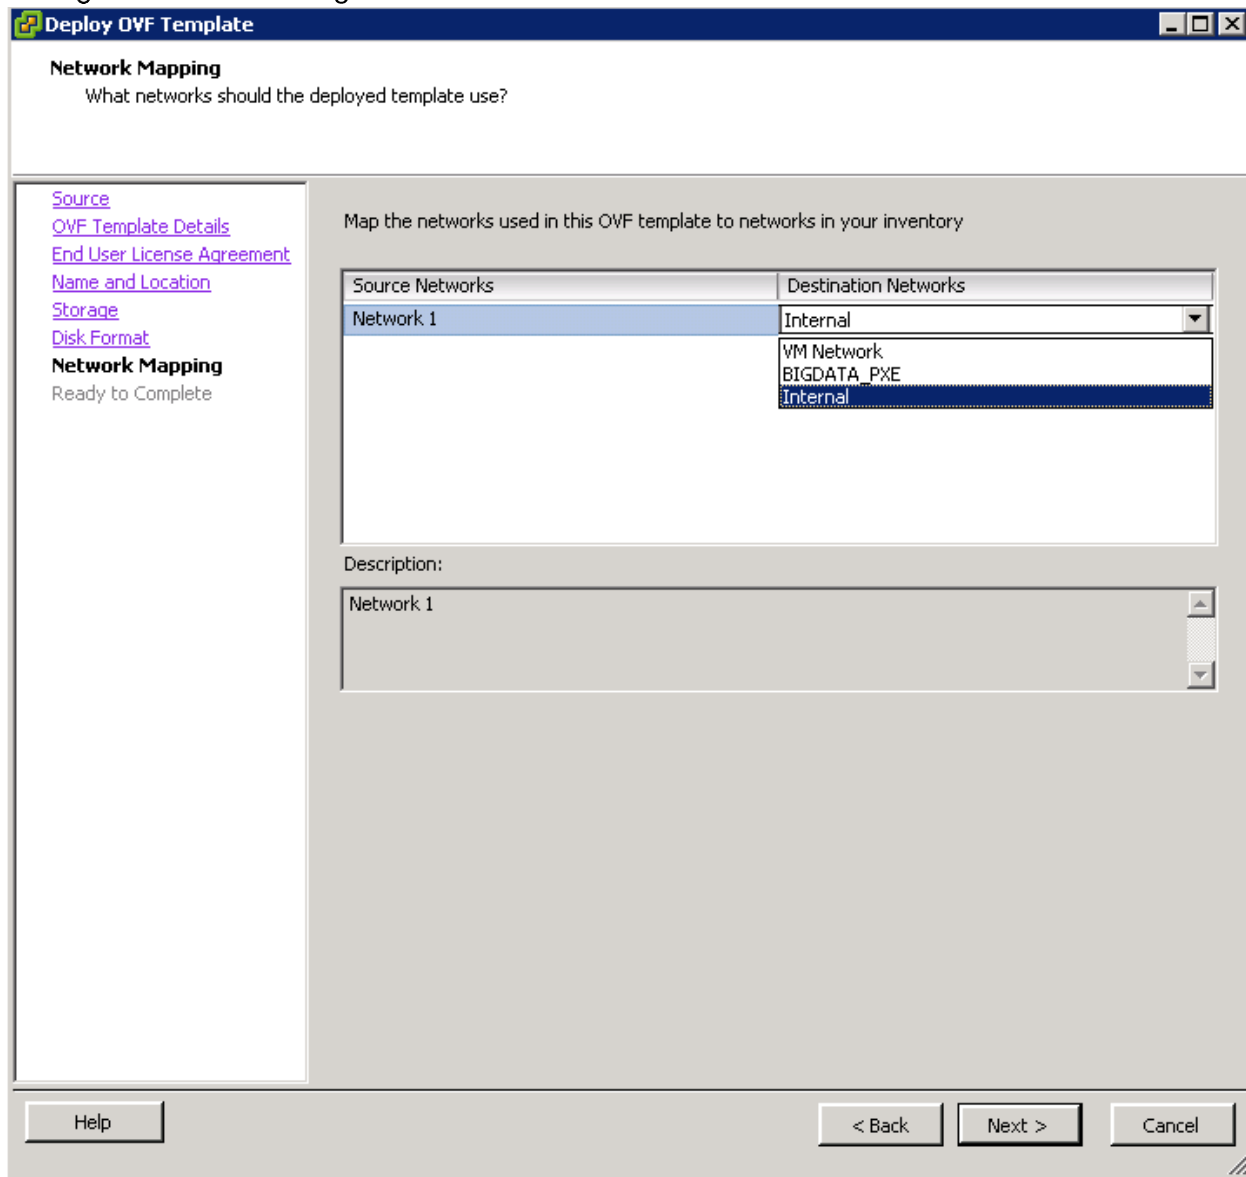 Deploy OVF Template
Network Mapping
What networks should the deployed template use?
Source
OVF Template Details
End User License Agreement
Name and Location
Storage
Disk Format
Network Mapping
Ready to Complete
Map the networks used in this OVF template to networks in your inventory
Source Networks Destination Networks
Network 1 Internal
VM Network
BIGDATA_PXE
Internal
Description:
Network 1
Help < Back Next > Cancel